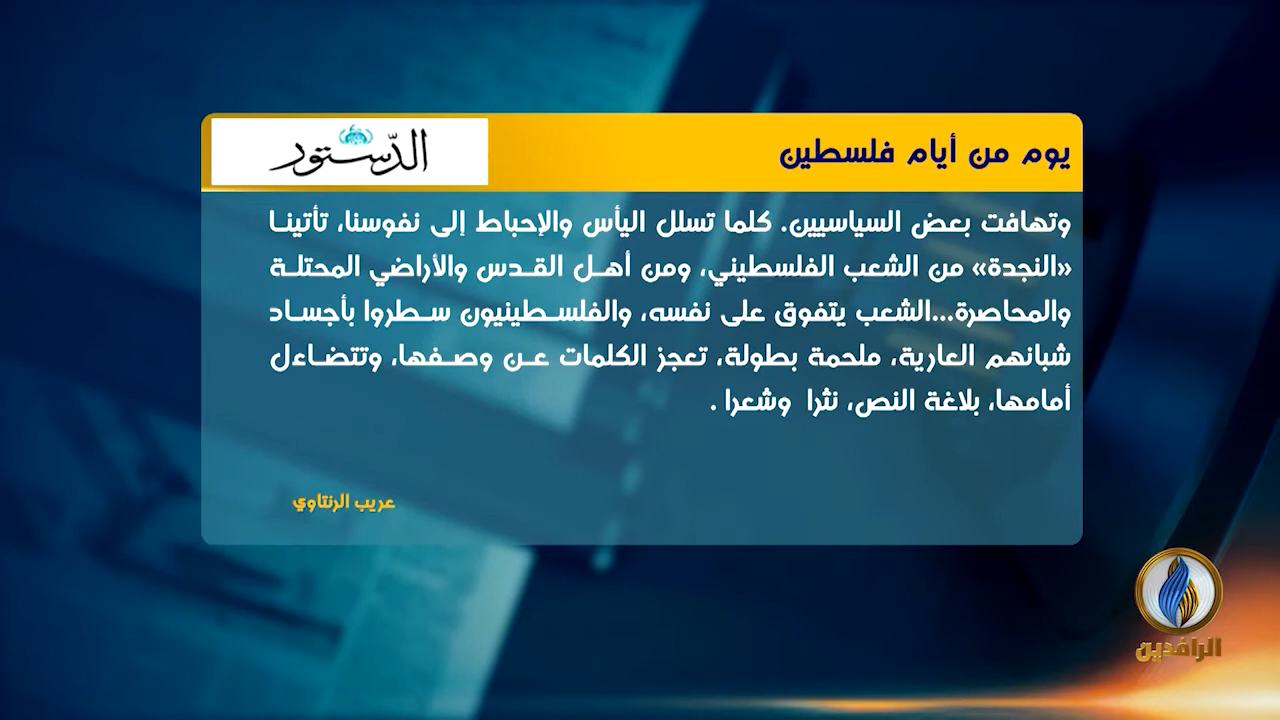 يوم من أيام فلسطين
الدّستور
وتهافت بعض السياسيين. كلما تسلل اليأس والإحباط إلى نفوسنا، تأتينا
«النجدة» من الشعب الفلسطيني، ومن أهل القدس والأراضي المحتلة
والمحاصرة...الشعب يتفوق على نفسه، والفلسطينيون سطروا بأجساد
شبانهم العارية، ملحمة بطولة، تعجز الكلمات عن وصفها، وتتضاءل
أمامها، بلاغة النص، نثرا وشعرا .
عريب الرنتاوي
الرافدين